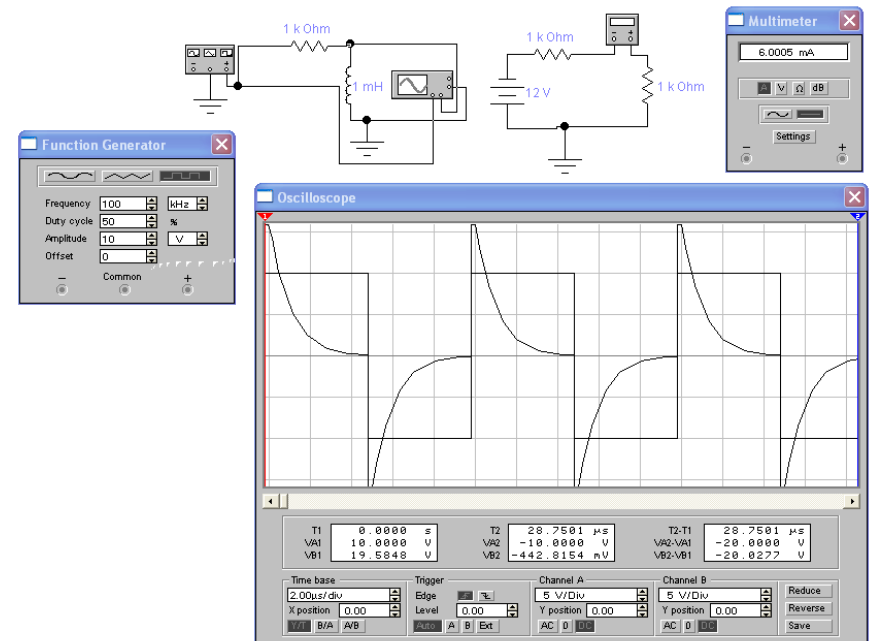 1 k Ohm
1 mH
1 k Ohm
12 V
1 k Ohm
Multimeter
6.0005 mA
A V Ω dB
Settings
- +
Function Generator
Frequency 100 kHz
Duty cycle 50 %
Amplitude 10 V
Offset 0
- Common +
Oscilloscope
1 2
T1 0.0000 s
VA1 10.0000 V
VB1 19.5848 V
T2 28.7501 µs
VA2 -10.0000 V
VB2 -442.8154 mV
T2-T1 28.7501 µs
VA2-VA1 -20.0000 V
VB2-VB1 -20.0277 V
Time base
2.00µs/div
X position 0.00
Y/T B/A A/B
Trigger
Edge
Level 0.00
Auto A B Ext
Channel A
5 V/Div
Y position 0.00
AC 0 DC
Channel B
5 V/Div
Y position 0.00
AC 0 DC
Reduce
Reverse
Save